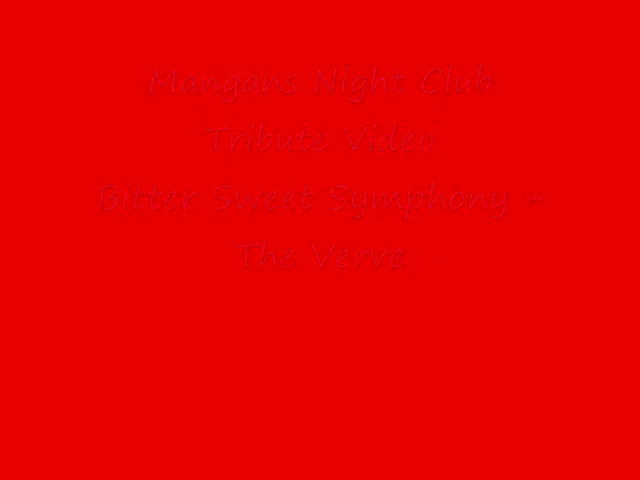 Mangans Night Club
Tribute Video
Bitter Sweet Symphony -
The Verve